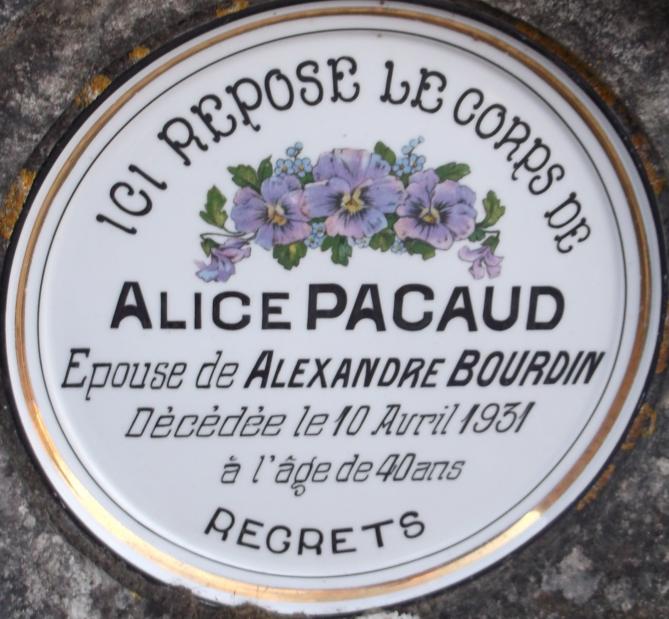 ICI REPOSE LE CORPS DE
ALICE PACAUD
Epouse de ALEXANDRE BOURDIN
Décédée le 10 Avril 1931
à l'âge de 40 ans
REGRETS